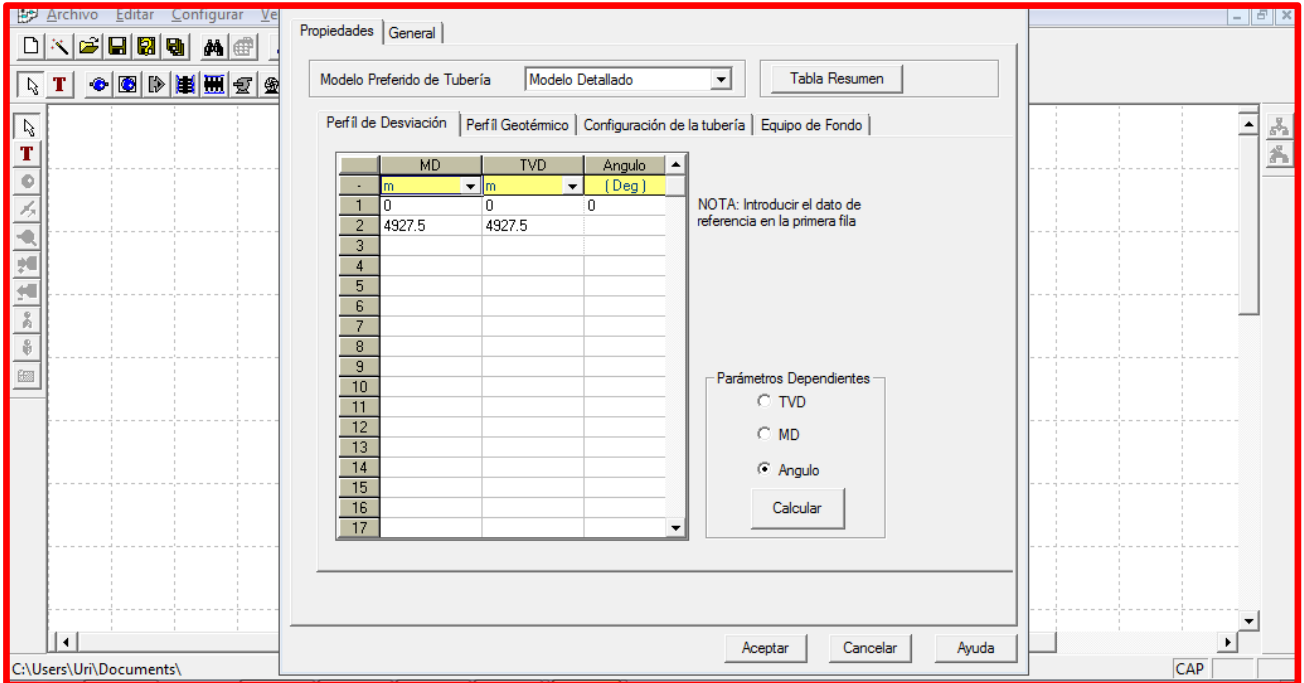 Archivo Editar Configurar Ve
Propiedades General
Modelo Preferido de Tubería Modelo Detallado Tabla Resumen
T
Perfíl de Desviación Perfíl Geotérmico Configuración de la tubería Equipo de Fondo
T
MD TVD Angulo
- m m ( Deg )
1 0 0 0
2 4927.5 4927.5
3
4
5
6
7
8
9
10
11
12
13
14
15
16
17
NOTA: Introducir el dato de
referencia en la primera fila
Parámetros Dependientes
TVD
MD
Angulo
Calcular
Aceptar Cancelar Ayuda
C:\Users\Uri\Documents\ CAP